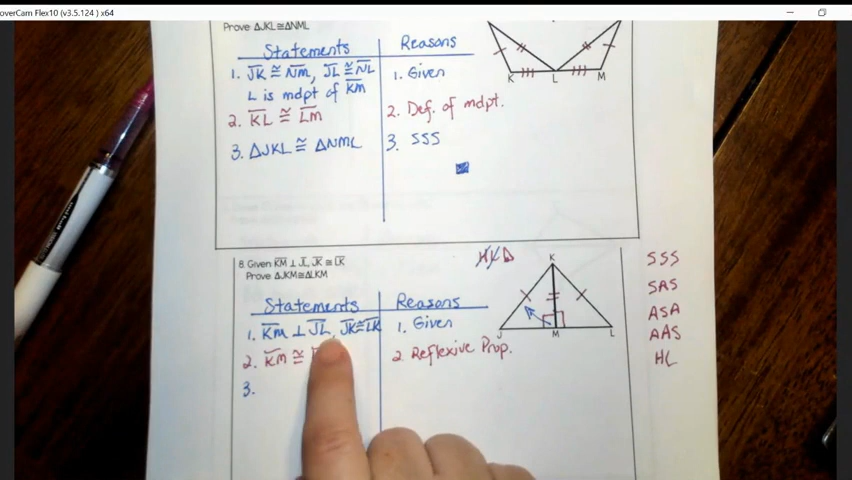 overCam Flex10 (v3.5.124 ) x64
Prove ΔJKL≅ΔNML
Statements Reasons
1. JK ≅ NM, JL ≅ NL 1. Given
L is mdpt of KM
2. KL ≅ LM 2. Def. of mdpt.
3. ΔJKL ≅ ΔNML 3. SSS
K L M
8. Given KM ⊥ JL, JK ≅ LK
Prove ΔJKM≅ΔLKM
HL Δ
K
J M L
Statements Reasons
1. KM ⊥ JL, JK≅LK 1. Given
2. KM ≅ 2. Reflexive Prop.
3.
SSS
SAS
ASA
AAS
HL